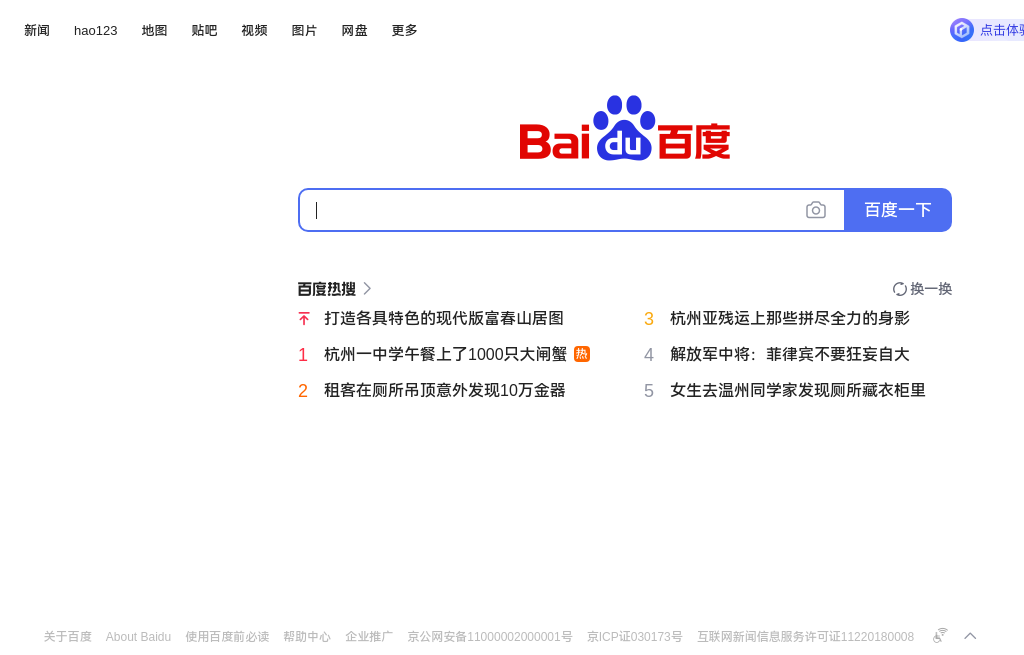 新闻 hao123 地图 贴吧 视频 图片 网盘 更多
点击体
Baidu百度
百度一下
百度热搜
换一换
打造各具特色的现代版富春山居图
1 杭州一中学午餐上了1000只大闸蟹 热
2 租客在厕所吊顶意外发现10万金器
3 杭州亚残运上那些拼尽全力的身影
4 解放军中将：菲律宾不要狂妄自大
5 女生去温州同学家发现厕所藏衣柜里
关于百度 About Baidu 使用百度前必读 帮助中心 企业推广 京公网安备11000002000001号 京ICP证030173号 互联网新闻信息服务许可证11220180008